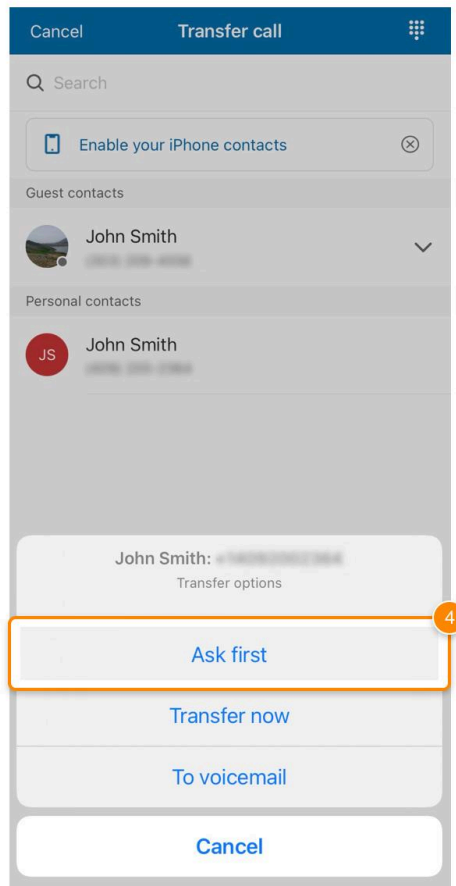 Cancel Transfer call
Search
Enable your iPhone contacts
Guest contacts
John Smith
Personal contacts
JS John Smith
John Smith:
Transfer options
4
Ask first
Transfer now
To voicemail
Cancel